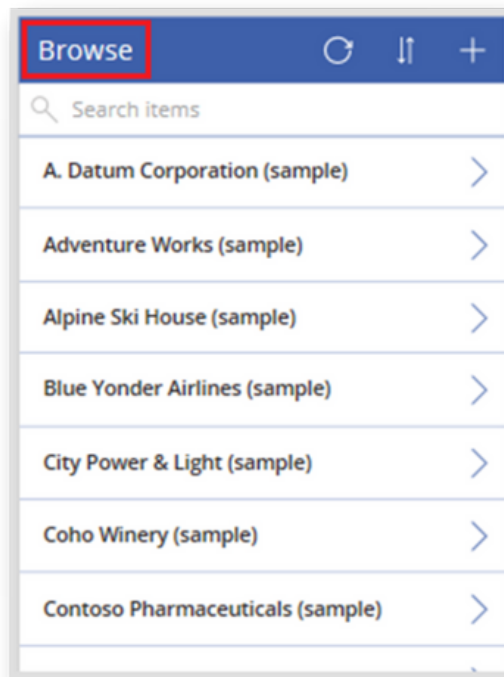 Browse
Search items
A. Datum Corporation (sample)
Adventure Works (sample)
Alpine Ski House (sample)
Blue Yonder Airlines (sample)
City Power & Light (sample)
Coho Winery (sample)
Contoso Pharmaceuticals (sample)